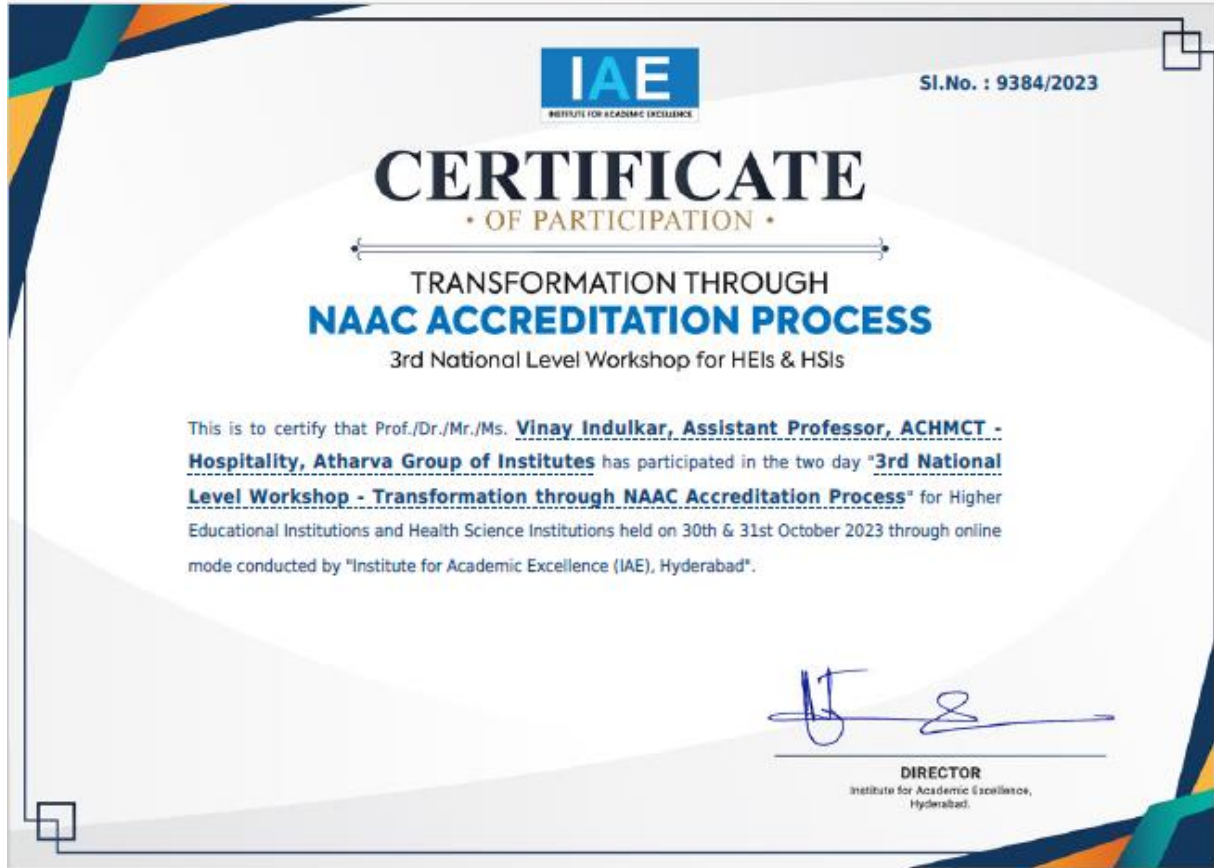 IAE
INSTITUTE FOR ACADEMIC EXCELLENCE
Sl.No. : 9384/2023
CERTIFICATE
• OF PARTICIPATION •
TRANSFORMATION THROUGH
NAAC ACCREDITATION PROCESS
3rd National Level Workshop for HEIs & HSIs
This is to certify that Prof./Dr./Mr./Ms. Vinay Indulkar, Assistant Professor, ACHMCT -
Hospitality, Atharva Group of Institutes has participated in the two day "3rd National
Level Workshop - Transformation through NAAC Accreditation Process" for Higher
Educational Institutions and Health Science Institutions held on 30th & 31st October 2023 through online
mode conducted by "Institute for Academic Excellence (IAE), Hyderabad".
DIRECTOR
Institute for Academic Excellence,
Hyderabad.